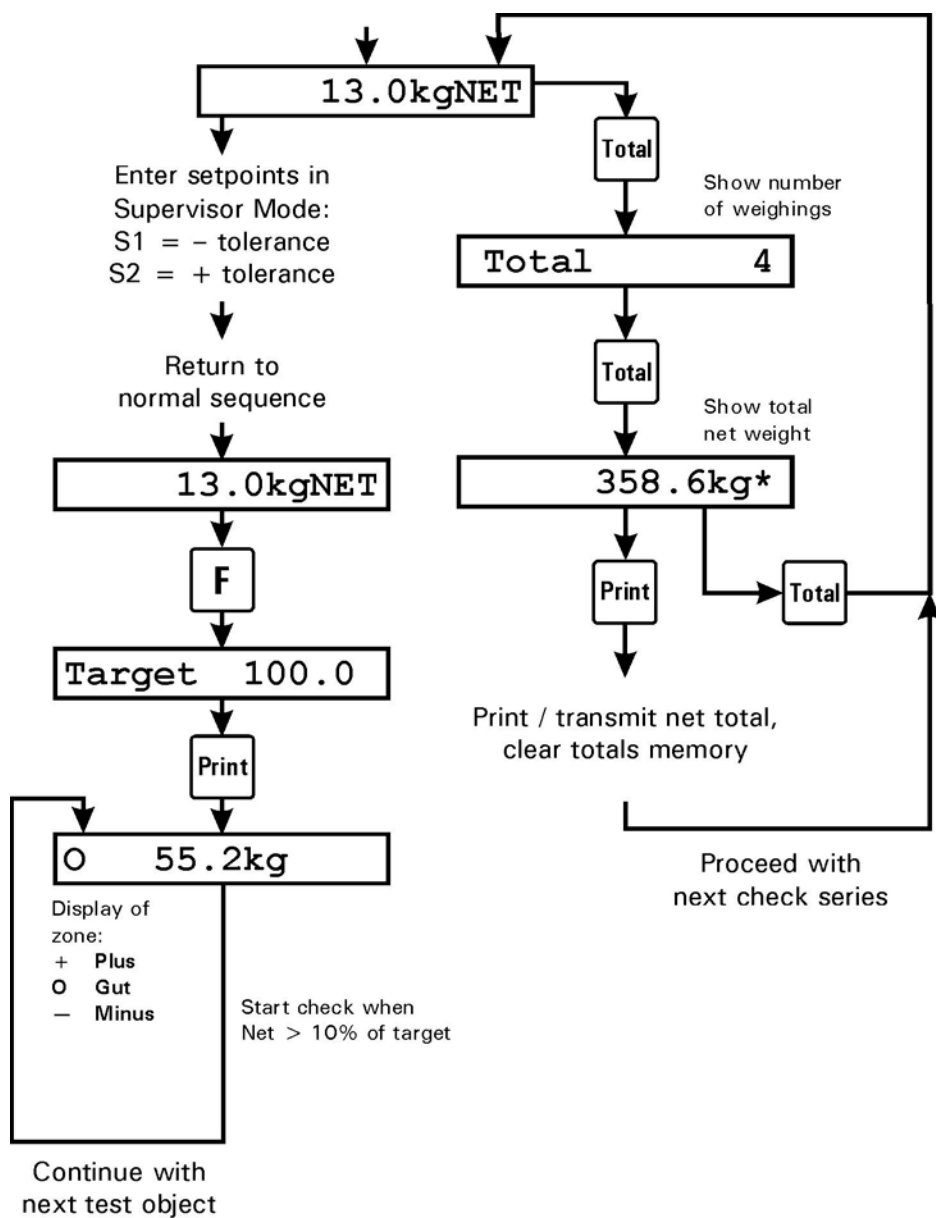 13.0kgNET
Enter setpoints in
Supervisor Mode:
S1 = – tolerance
S2 = + tolerance
Return to
normal sequence
13.0kgNET
F
Target 100.0
Print
O 55.2kg
Display of
zone:
+ Plus
O Gut
– Minus
Start check when
Net > 10% of target
Continue with
next test object
Total
Show number
of weighings
Total 4
Total
Show total
net weight
358.6kg*
Print
Total
Print / transmit net total,
clear totals memory
Proceed with
next check series